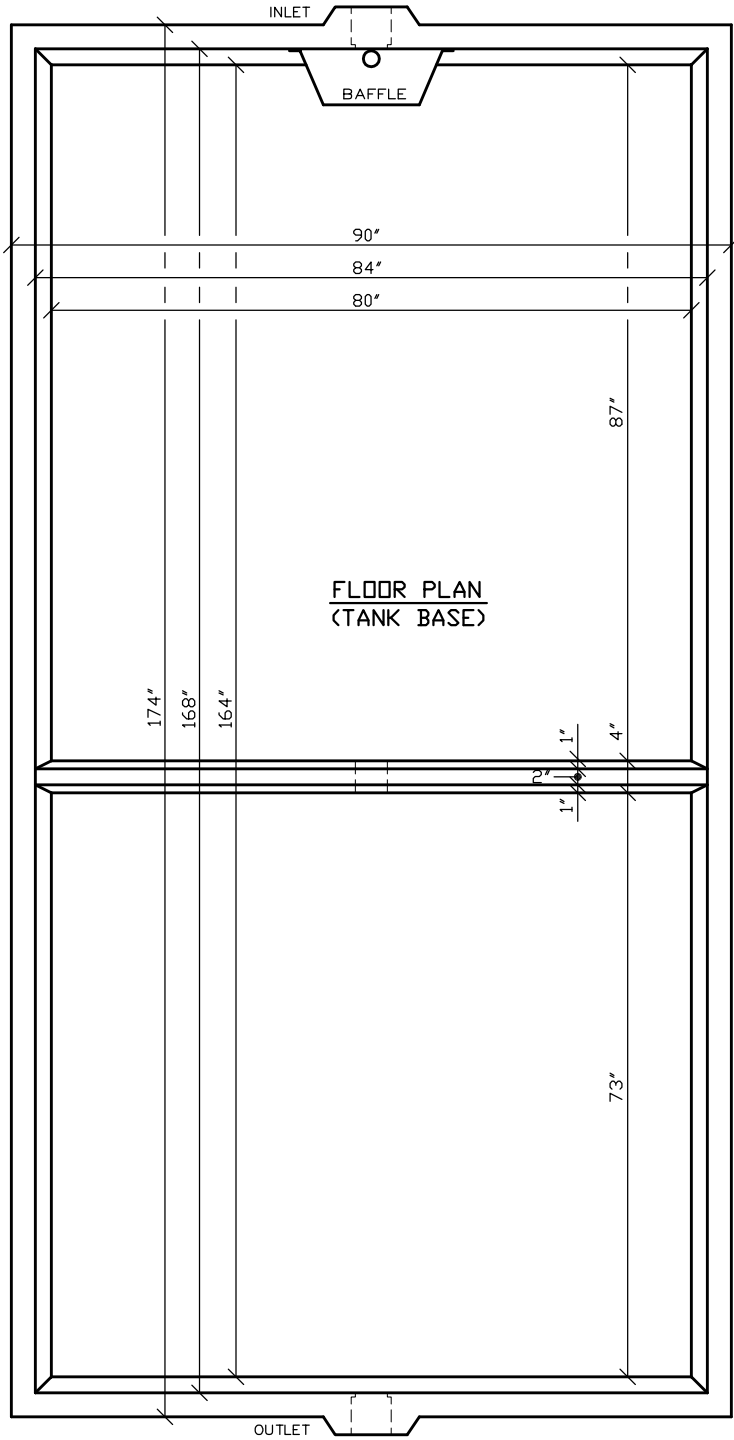 INLET
BAFFLE
90"
84"
80"
87"
FLOOR PLAN
(TANK BASE)
174"
168"
164"
1"
4"
2"
1"
73"
OUTLET